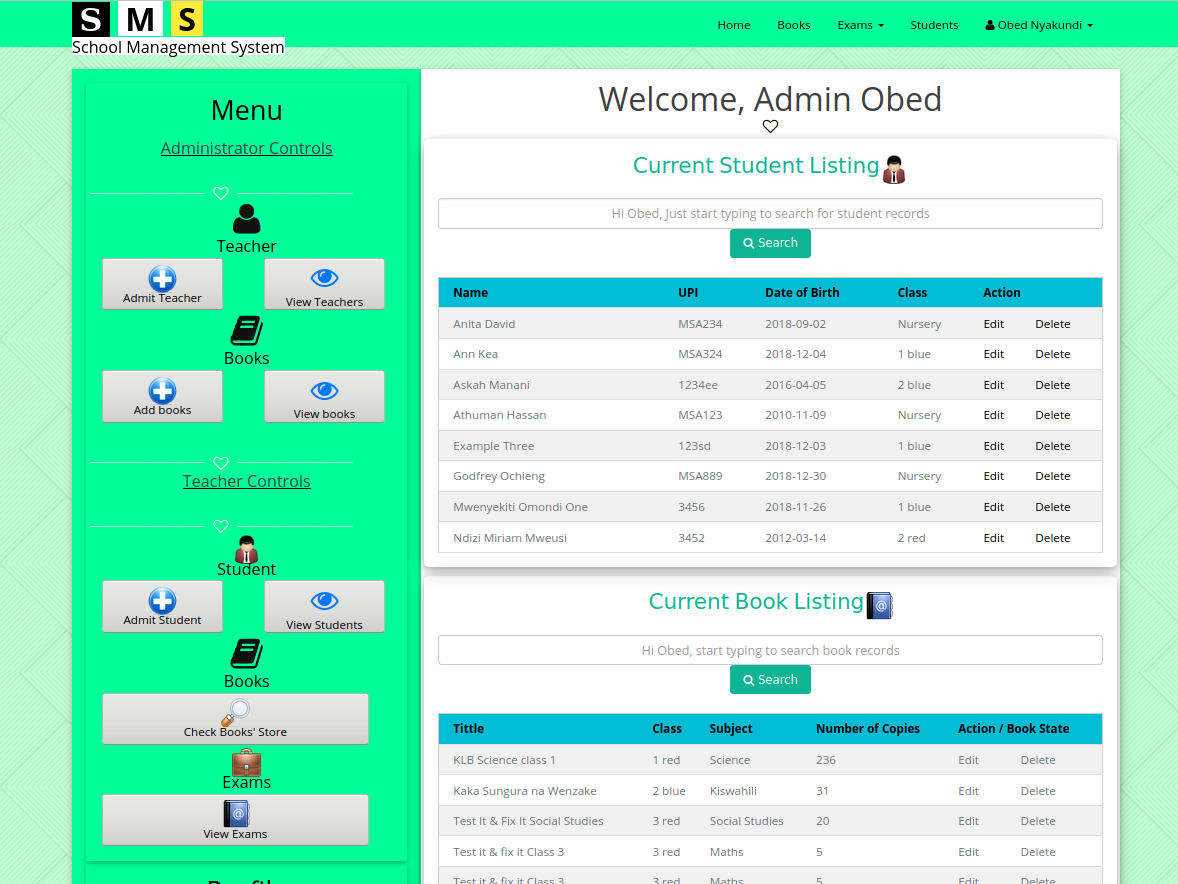 S M S
School Management System
Home Books Exams Students Obed Nyakundi
Menu
Administrator Controls
Teacher
Admit Teacher View Teachers
Books
Add books View books
Teacher Controls
Student
Admit Student View Students
Books
Check Books' Store
Exams
View Exams
Welcome, Admin Obed
Current Student Listing
Hi Obed, Just start typing to search for student records
Search
Name UPI Date of Birth Class Action
Anita David MSA234 2018-09-02 Nursery Edit Delete
Ann Kea MSA324 2018-12-04 1 blue Edit Delete
Askah Manani 1234ee 2016-04-05 2 blue Edit Delete
Athuman Hassan MSA123 2010-11-09 Nursery Edit Delete
Example Three 123sd 2018-12-03 1 blue Edit Delete
Godfrey Ochieng MSA889 2018-12-30 Nursery Edit Delete
Mwenyekiti Omondi One 3456 2018-11-26 1 blue Edit Delete
Ndizi Miriam Mweusi 3452 2012-03-14 2 red Edit Delete
Current Book Listing
Hi Obed, start typing to search book records
Search
Tittle Class Subject Number of Copies Action / Book State
KLB Science class 1 1 red Science 236 Edit Delete
Kaka Sungura na Wenzake 2 blue Kiswahili 31 Edit Delete
Test It & Fix It Social Studies 3 red Social Studies 20 Edit Delete
Test it & fix it Class 3 3 red Maths 5 Edit Delete
Test it & fix it Class 3 3 red Maths 5 Edit Delete